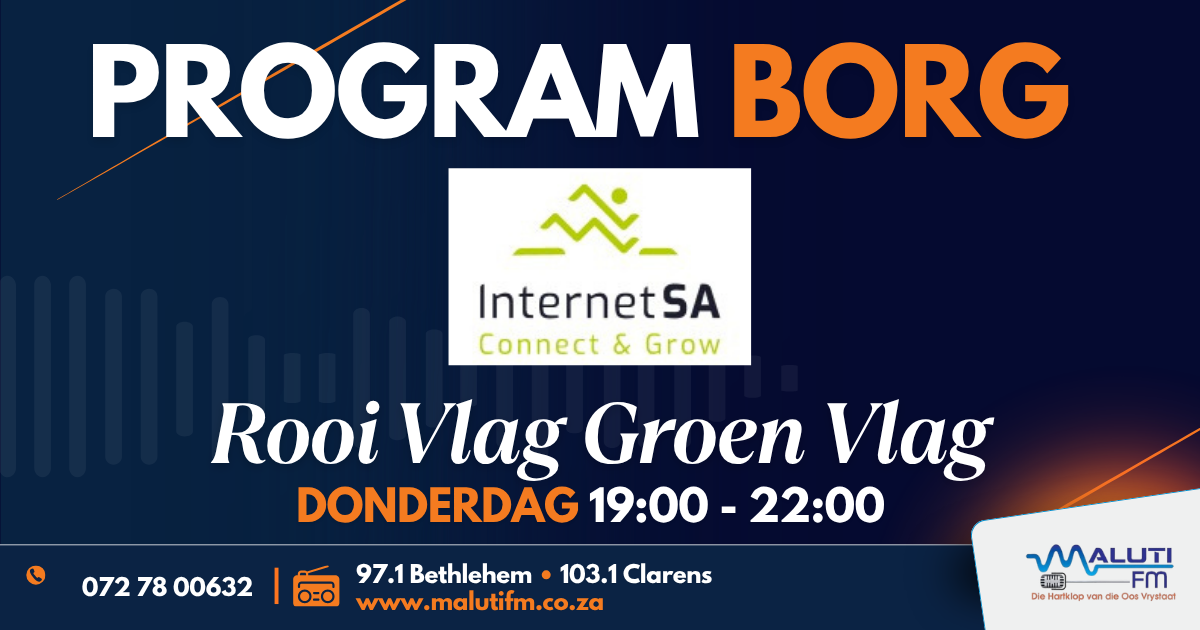 PROGRAM BORG
InternetSA
Connect & Grow
Rooi Vlag Groen Vlag
DONDERDAG 19:00 - 22:00
072 78 00632
97.1 Bethlehem • 103.1 Clarens
www.malutifm.co.za
MALUTI
FM
Die Hartklop van die Oos Vrystaat